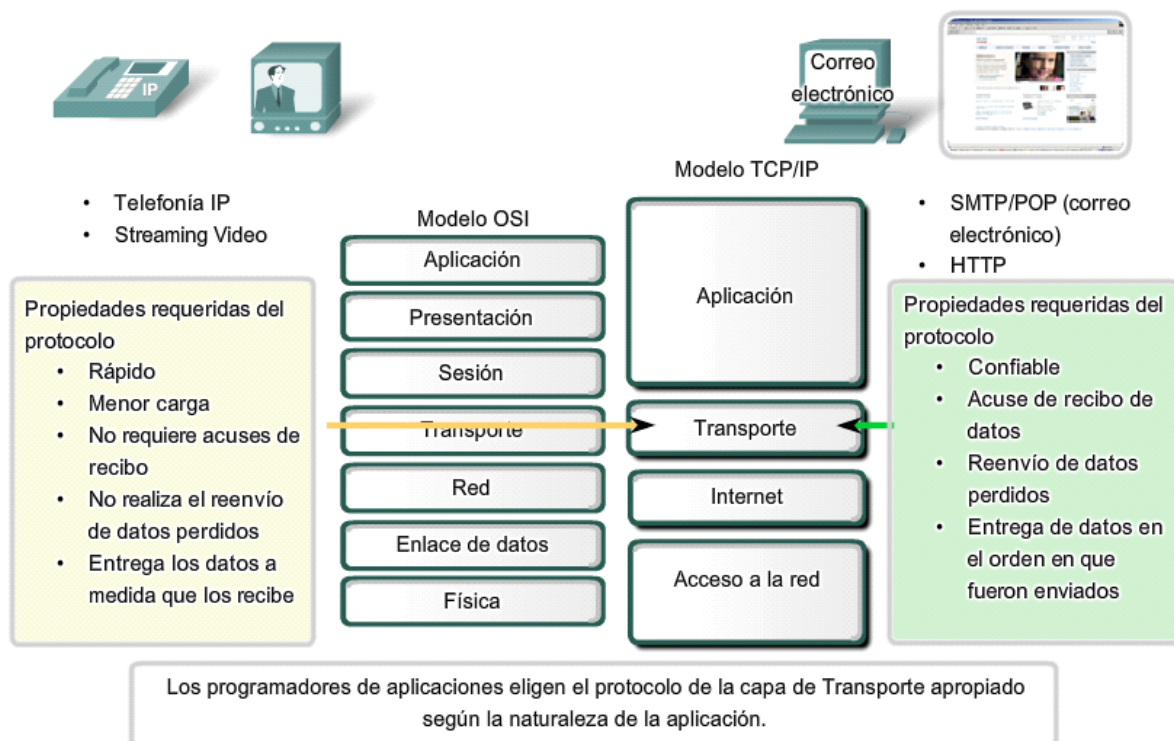 IP
Correo
electrónico
• Telefonía IP
• Streaming Video
Propiedades requeridas del
protocolo
• Rápido
• Menor carga
• No requiere acuses de
recibo
• No realiza el reenvío
de datos perdidos
• Entrega los datos a
medida que los recibe
Modelo OSI
Aplicación
Presentación
Sesión
Transporte
Red
Enlace de datos
Física
Modelo TCP/IP
Aplicación
Transporte
Internet
Acceso a la red
• SMTP/POP (correo
electrónico)
• HTTP
Propiedades requeridas del
protocolo
• Confiable
• Acuse de recibo de
datos
• Reenvío de datos
perdidos
• Entrega de datos en
el orden en que
fueron enviados
Los programadores de aplicaciones eligen el protocolo de la capa de Transporte apropiado
según la naturaleza de la aplicación.